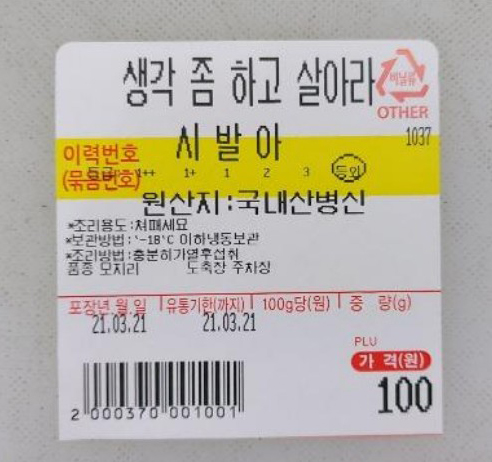 생각 좀 하고 살아라
비닐류
OTHER
시 발 아
1037
이력번호
(묶음번호)
등급: 1++ 1+ 1 2 3 등외
원산지:국내산병신
*조리용도:쳐패세요
*보관방법:-18°C 이하냉동보관
*조리방법:충분히가열후섭취
품종 모지리 도축장 주차장
포장년 월 일 유통기한(까지) 100g당(원) 중 량(g)
21.03.21 21.03.21
PLU
가 격(원)
2 000370 001001
100